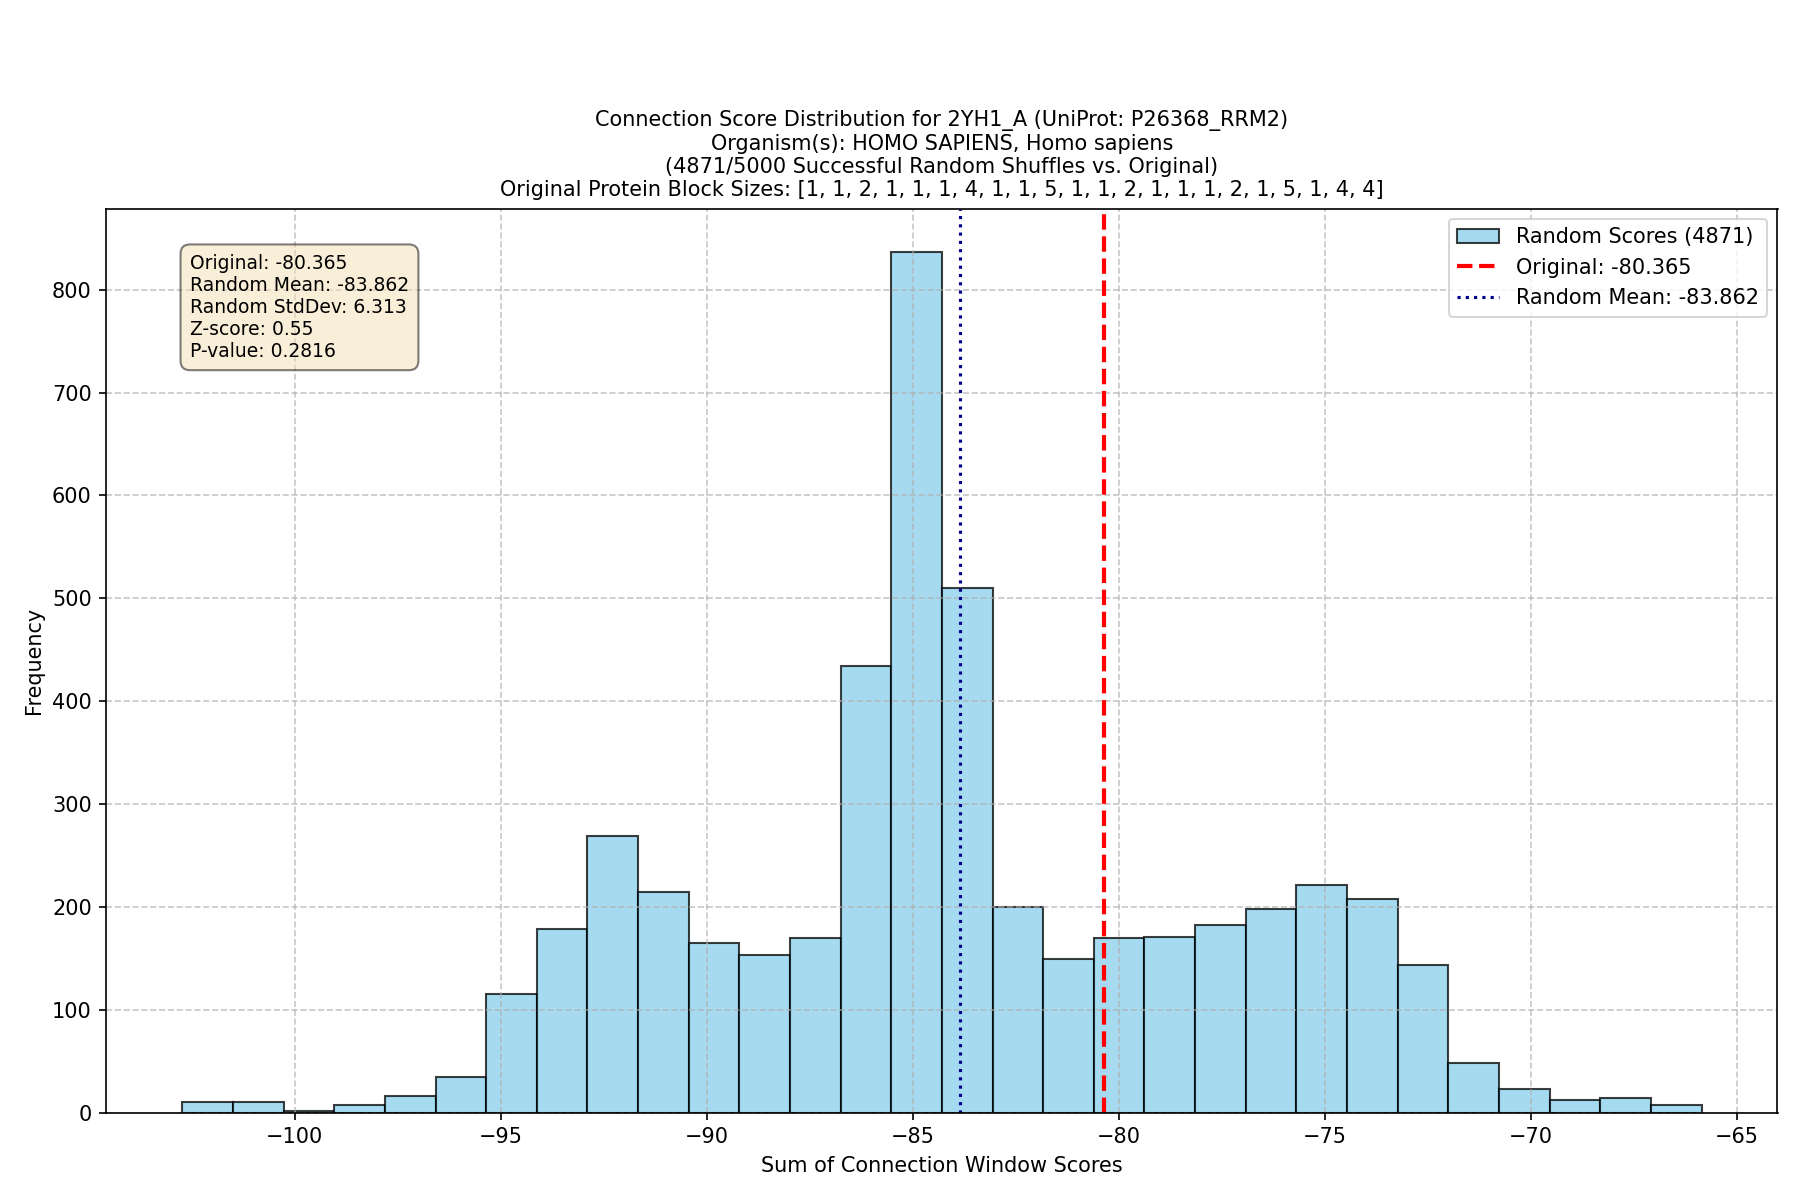 Connection Score Distribution for 2YH1_A (UniProt: P26368_RRM2)
Organism(s): HOMO SAPIENS, Homo sapiens
(4871/5000 Successful Random Shuffles vs. Original)
Original Protein Block Sizes: [1, 1, 2, 1, 1, 1, 4, 1, 1, 5, 1, 1, 2, 1, 1, 1, 2, 1, 5, 1, 4, 4]
Original: -80.365
Random Mean: -83.862
Random StdDev: 6.313
Z-score: 0.55
P-value: 0.2816
Random Scores (4871)
Original: -80.365
Random Mean: -83.862
Frequency
800
700
600
500
400
300
200
100
0
−100
−95
−90
−85
−80
−75
−70
−65
Sum of Connection Window Scores